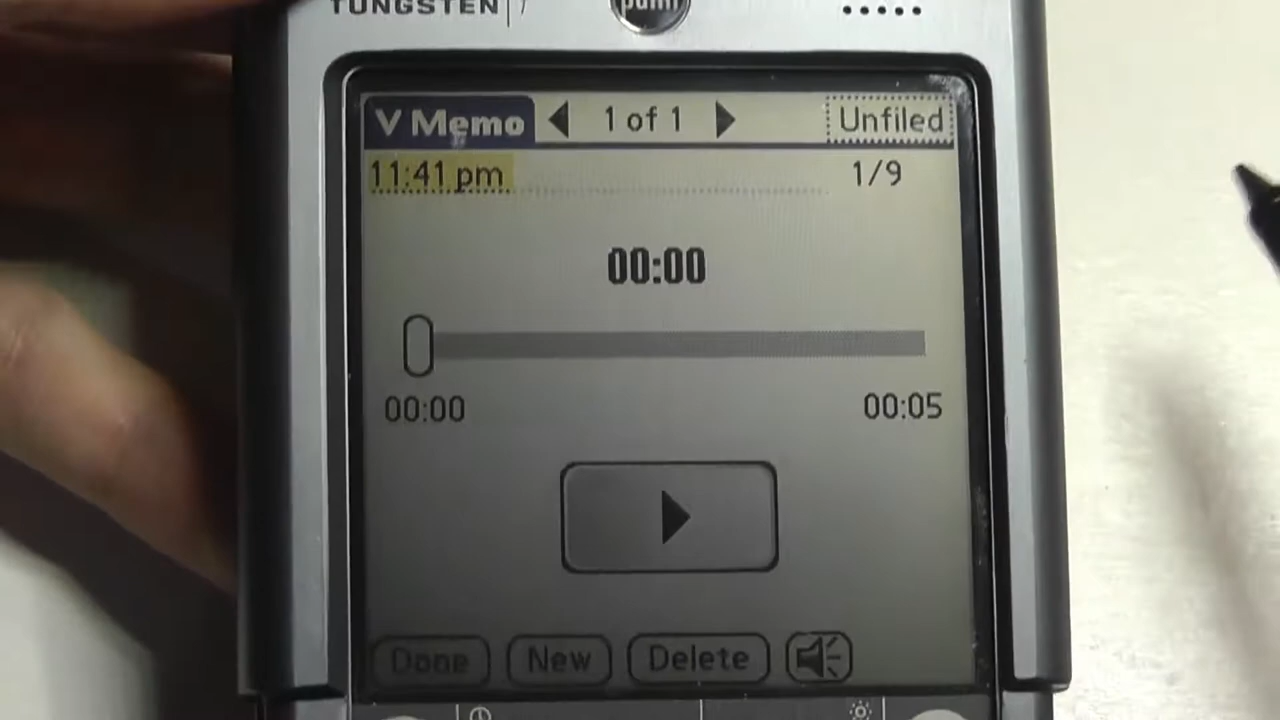 TUNGSTEN
palm
V Memo 1 of 1 Unfiled
11:41 pm 1/9
00:00
00:00 00:05
Done New Delete